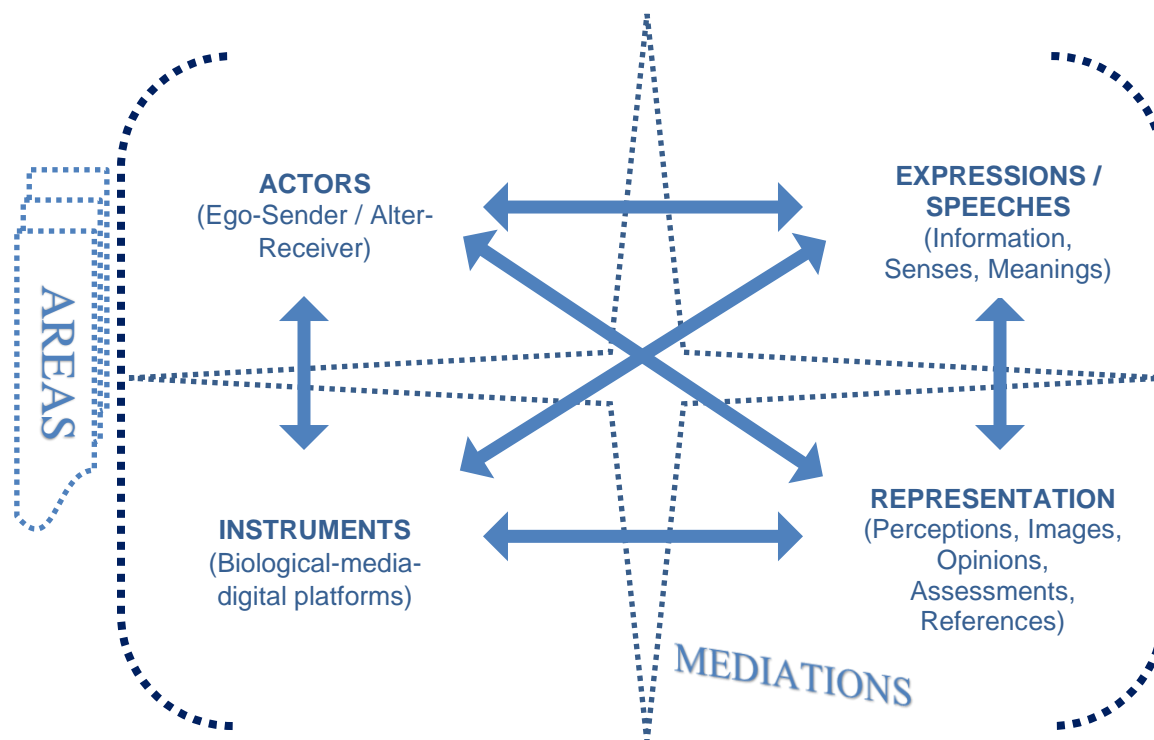 ACTORS
(Ego-Sender / Alter-
Receiver)
EXPRESSIONS /
SPEECHES
(Information,
Senses, Meanings)
AREAS
INSTRUMENTS
(Biological-media-
digital platforms)
REPRESENTATION
(Perceptions, Images,
Opinions,
Assessments,
References)
MEDIATIONS